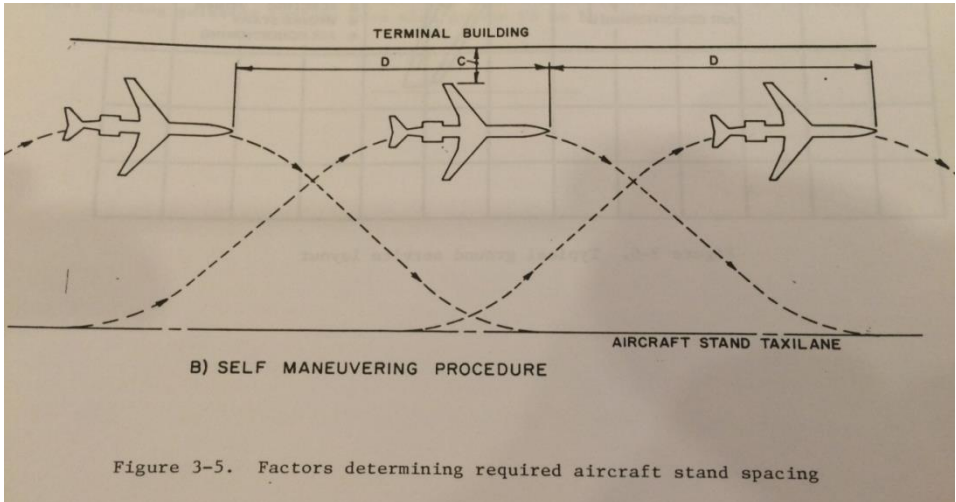 TERMINAL BUILDING
D C D
AIRCRAFT STAND TAXILANE
B) SELF MANEUVERING PROCEDURE
Figure 3-5. Factors determining required aircraft stand spacing